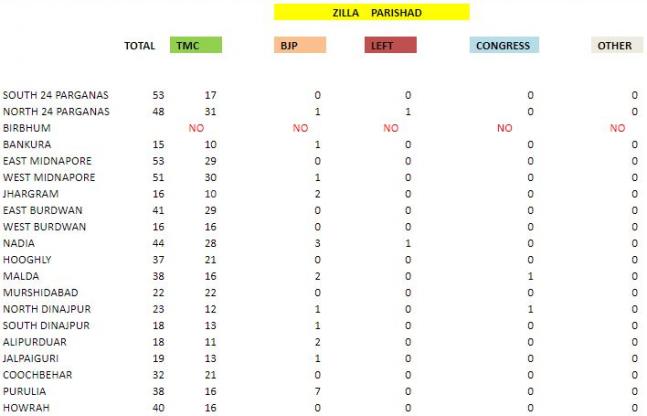 ZILLA PARISHAD
TOTAL TMC BJP LEFT CONGRESS OTHER
SOUTH 24 PARGANAS 53 17 0 0 0 0
NORTH 24 PARGANAS 48 31 1 1 0 0
BIRBHUM NO NO NO NO NO
BANKURA 15 10 1 0 0 0
EAST MIDNAPORE 53 29 0 0 0 0
WEST MIDNAPORE 51 30 1 0 0 0
JHARGRAM 16 10 2 0 0 0
EAST BURDWAN 41 29 0 0 0 0
WEST BURDWAN 16 16 0 0 0 0
NADIA 44 28 3 1 0 0
HOOGHLY 37 21 0 0 0 0
MALDA 38 16 2 0 1 0
MURSHIDABAD 22 22 0 0 0 0
NORTH DINAJPUR 23 12 1 0 1 0
SOUTH DINAJPUR 18 13 1 0 0 0
ALIPURDUAR 18 11 2 0 0 0
JALPAIGURI 19 13 1 0 0 0
COOCHBEHAR 32 21 0 0 0 0
PURULIA 38 16 7 0 0 0
HOWRAH 40 16 0 0 0 0